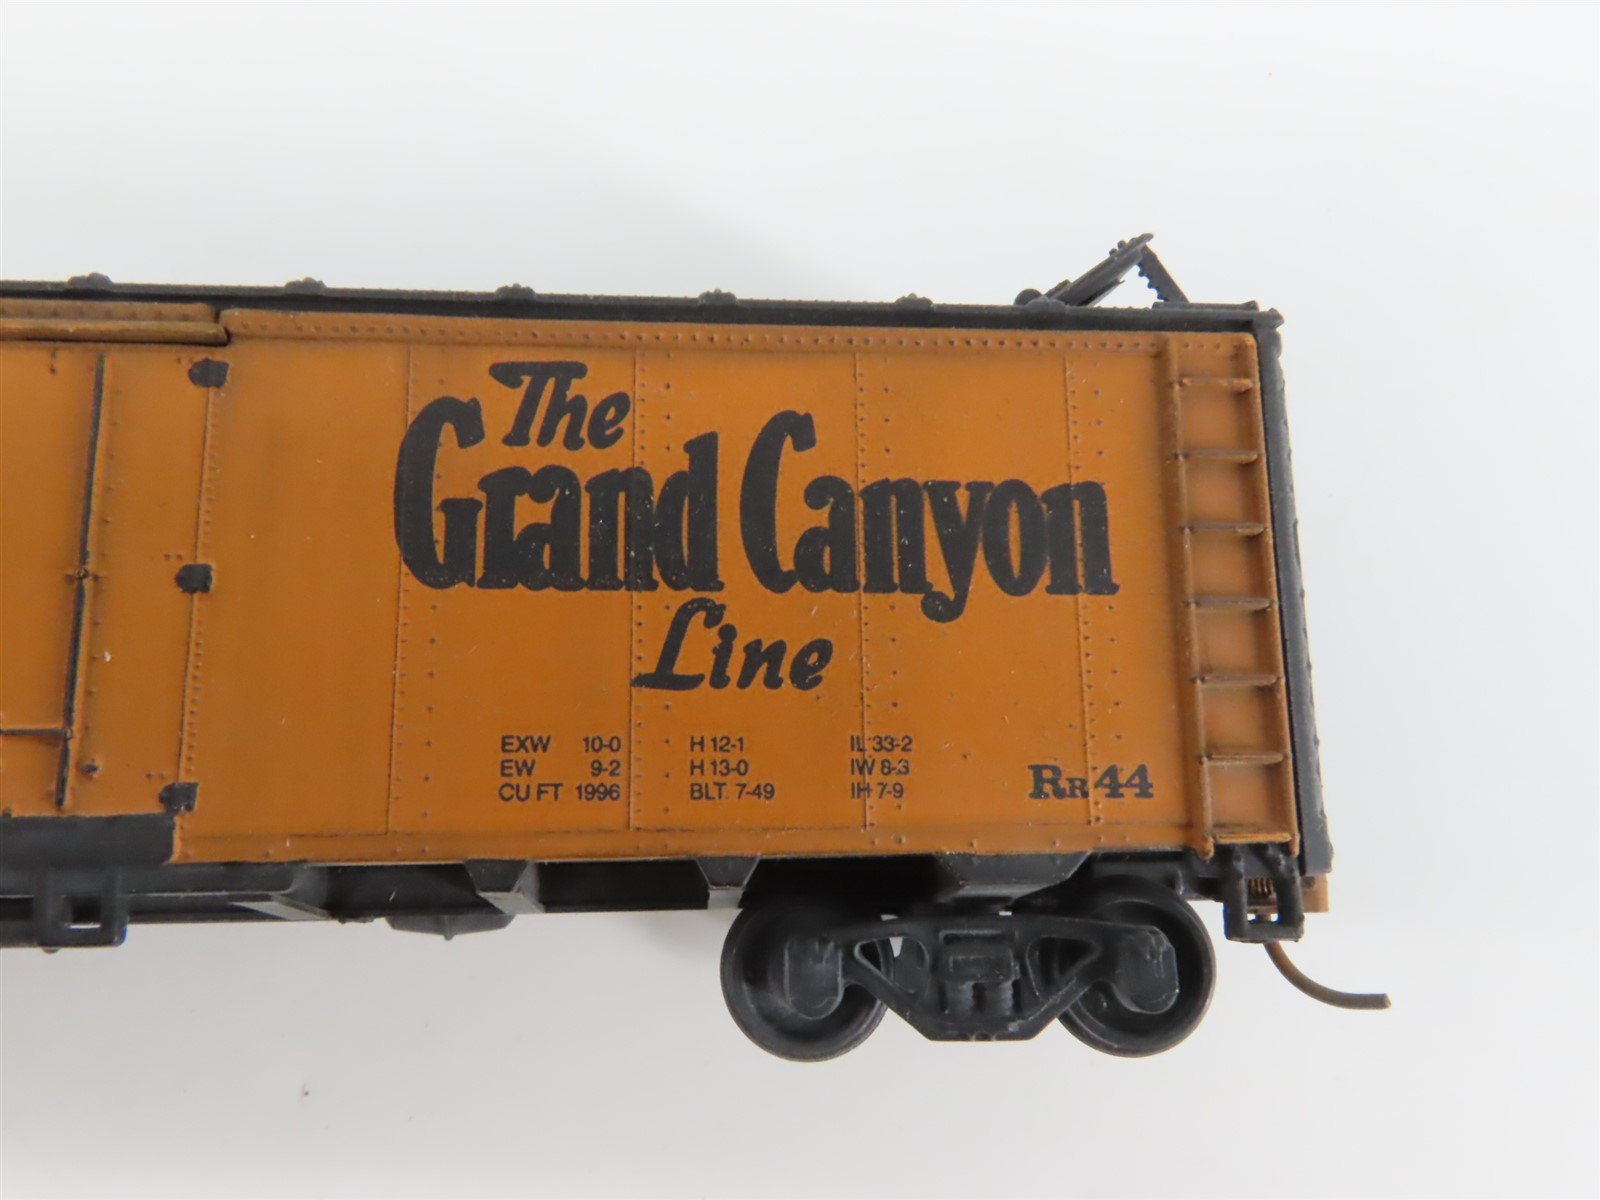 The
Grand Canyon
Line
EXW 10-0 H 12-1 IL 33-2
EW 9-2 H 13-0 IW 8-3
CU FT 1996 BLT. 7-49 IH 7-9
RR 44